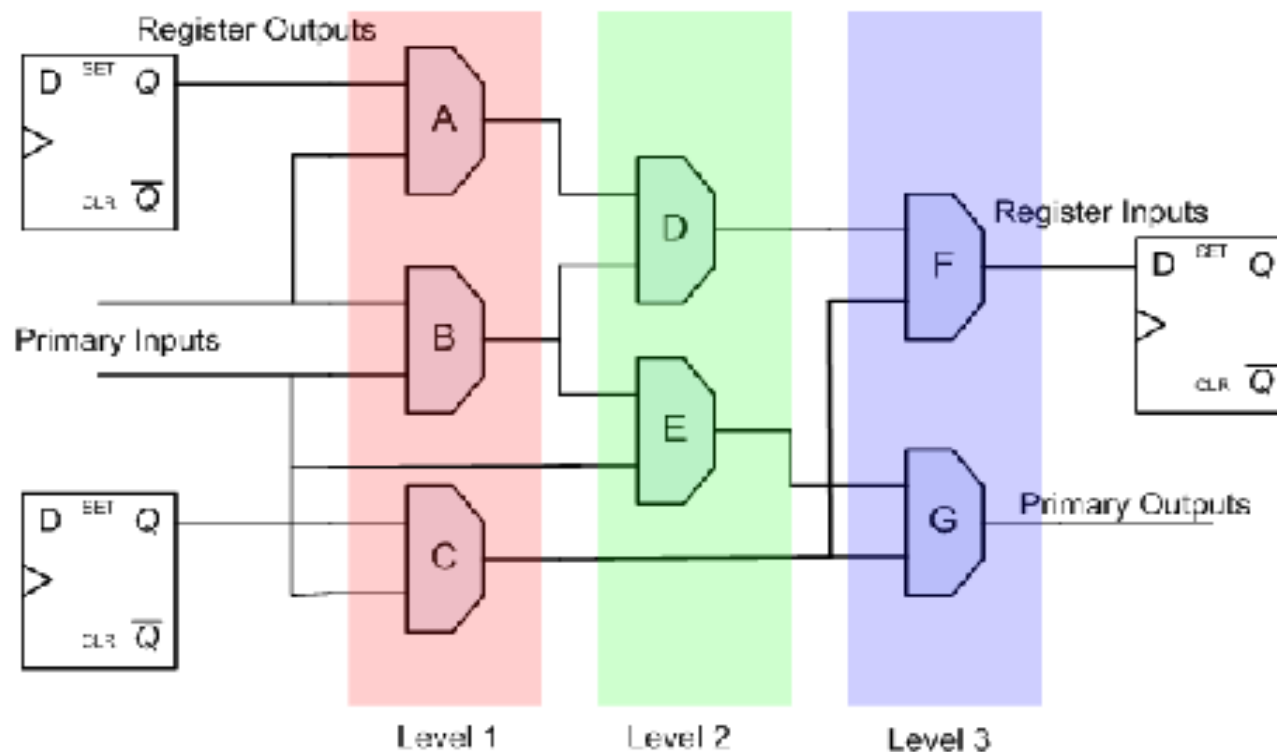 Register Outputs
D SET Q
A
CLR Q̅
D
Register Inputs
F
D SET Q
B
Primary Inputs
CLR Q̅
E
D SET Q
G
Primary Outputs
C
CLR Q̅
Level 1
Level 2
Level 3